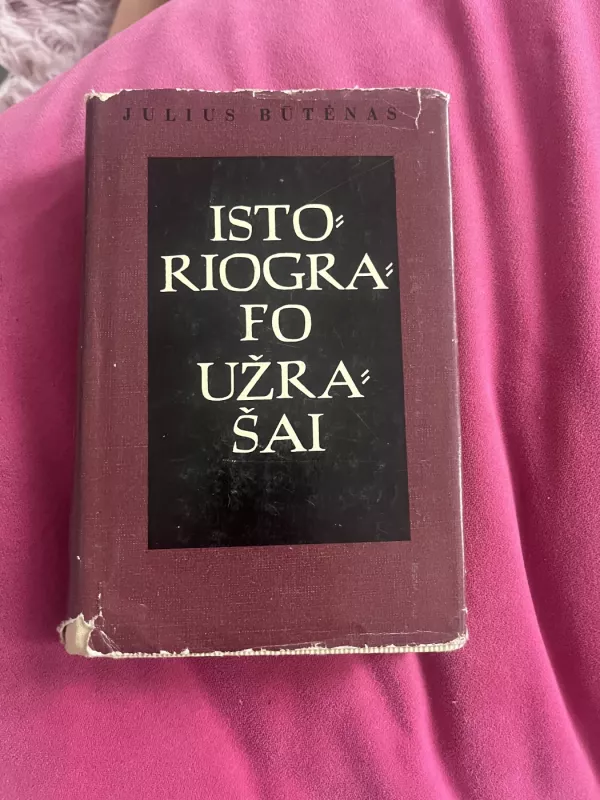 JULIUS BŪTĖNAS
ISTO⸗
RIOGRA⸗
FO
UŽRA⸗
ŠAI